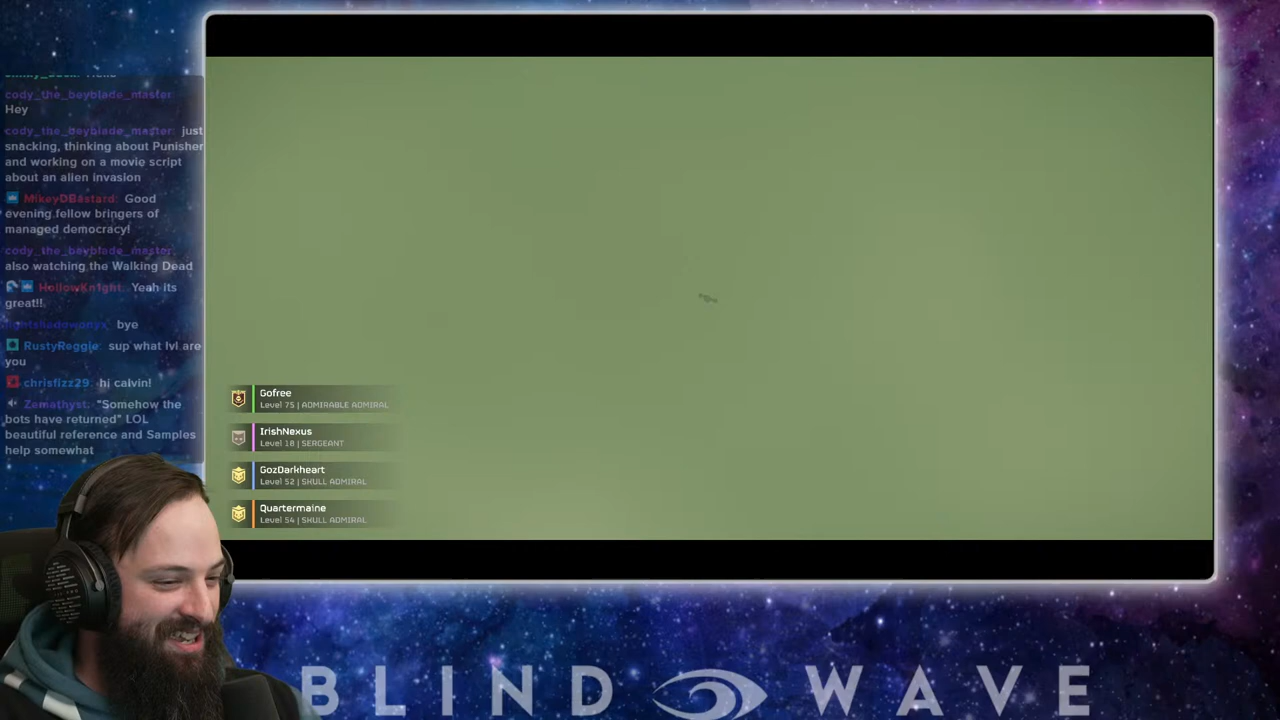 cody_the_beyblade_master:
Hey
cody_the_beyblade_master: just
snacking, thinking about Punisher
and working on a movie script
about an alien invasion
MikeyDBastard: Good
evening fellow bringers of
managed democracy!
cody_the_beyblade_master:
also watching the Walking Dead
HollowKn1ght: Yeah its
great!!
bye
RustyReggie: sup what lvl are
you
chrisfizz29: hi calvin!
Zemathyst: "Somehow the
bots have returned" LOL
beautiful reference and Samples
help somewhat
Gofree
Level 75 | ADMIRABLE ADMIRAL
IrishNexus
Level 18 | SERGEANT
GozDarkheart
Level 52 | SKULL ADMIRAL
Quartermaine
Level 54 | SKULL ADMIRAL
BLIND WAVE